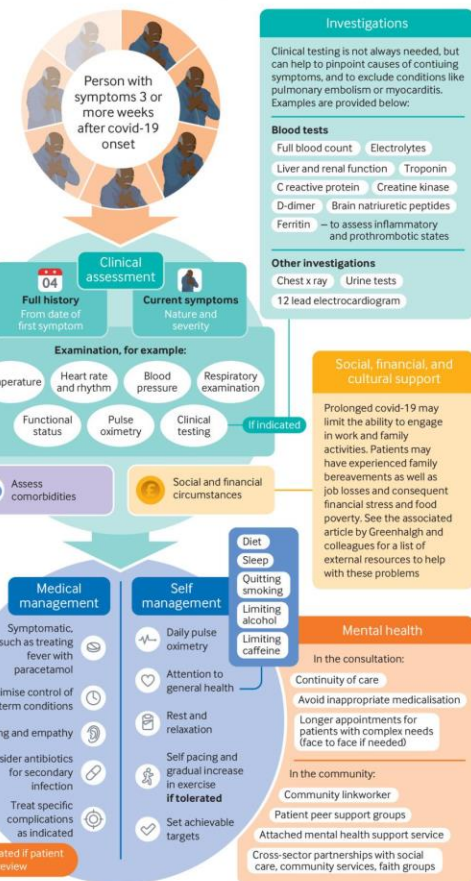 Person with
symptoms 3 or
more weeks
after covid-19
onset
Investigations
Clinical testing is not always needed, but
can help to pinpoint causes of contiuing
symptoms, and to exclude conditions like
pulmonary embolism or myocarditis.
Examples are provided below:
Blood tests
Full blood count Electrolytes
Liver and renal function Troponin
C reactive protein Creatine kinase
D-dimer Brain natriuretic peptides
Ferritin – to assess inflammatory
and prothrombotic states
Other investigations
Chest x ray Urine tests
12 lead electrocardiogram
Clinical
assessment
04
Full history
From date of
first symptom
Current symptoms
Nature and
severity
Examination, for example:
perature
Heart rate
and rhythm
Blood
pressure
Respiratory
examination
Functional
status
Pulse
oximetry
Clinical
testing
If indicated
Assess
comorbidities
Social and financial
circumstances
Social, financial, and
cultural support
Prolonged covid-19 may
limit the ability to engage
in work and family
activities. Patients may
have experienced family
bereavements as well as
job losses and consequent
financial stress and food
poverty. See the associated
article by Greenhalgh and
colleagues for a list of
external resources to help
with these problems
Medical
management
Symptomatic,
such as treating
fever with
paracetamol
imise control of
term conditions
ng and empathy
sider antibiotics
for secondary
infection
Treat specific
complications
as indicated
ated if patient
review
Self
management
Daily pulse
oximetry
Attention to
general health
Rest and
relaxation
Self pacing and
gradual increase
in exercise
if tolerated
Set achievable
targets
Diet
Sleep
Quitting
smoking
Limiting
alcohol
Limiting
caffeine
Mental health
In the consultation:
Continuity of care
Avoid inappropriate medicalisation
Longer appointments for
patients with complex needs
(face to face if needed)
In the community:
Community linkworker
Patient peer support groups
Attached mental health support service
Cross-sector partnerships with social
care, community services, faith groups